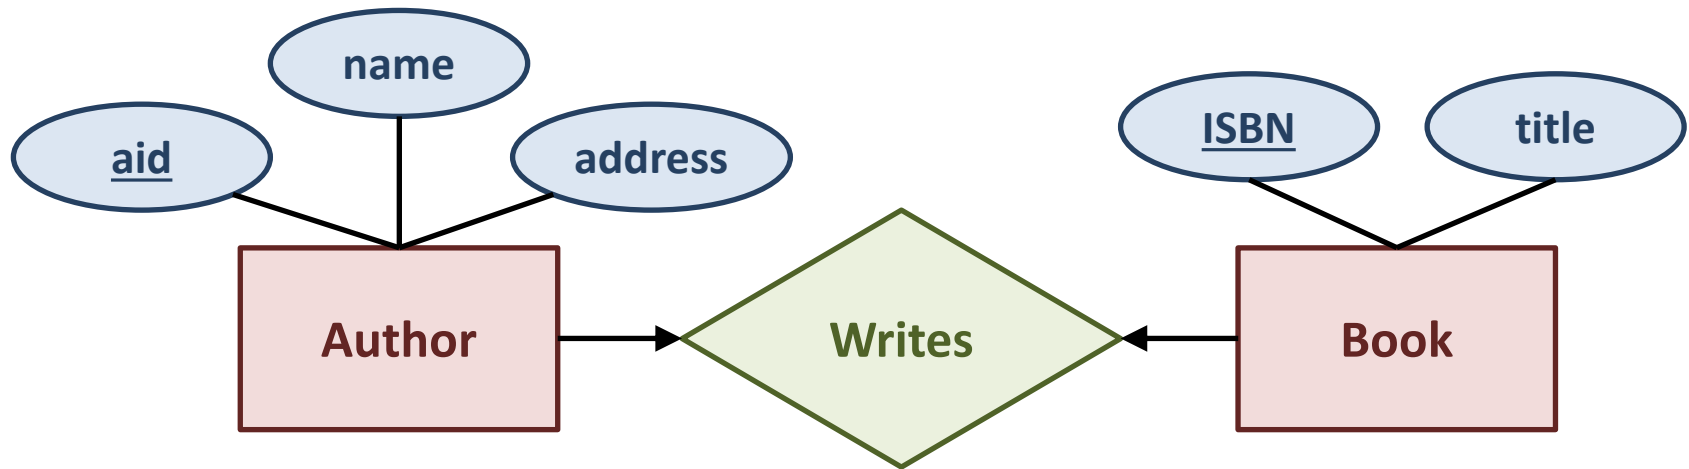 name
aid
address
ISBN
title
Author
Writes
Book